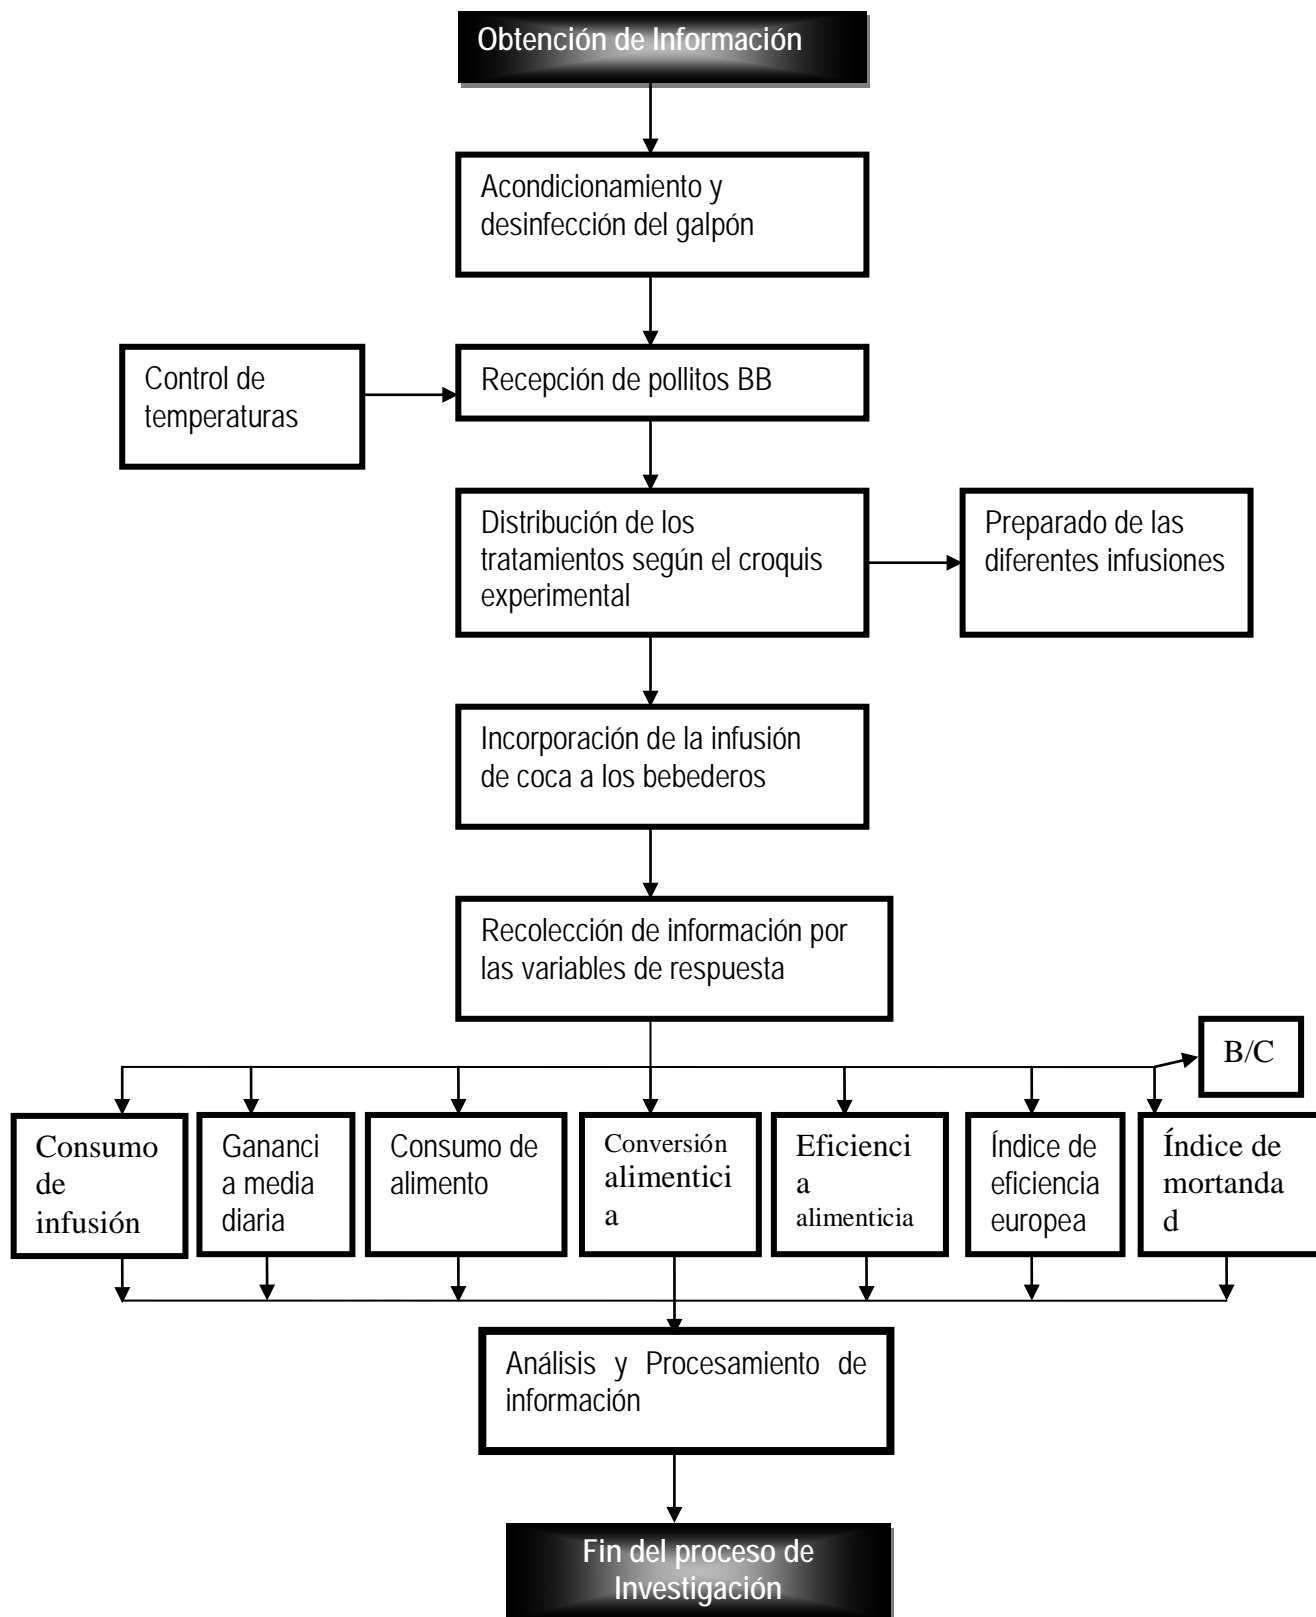 Obtención de Información
Acondicionamiento y
desinfección del galpón
Control de
temperaturas
Recepción de pollitos BB
Distribución de los
tratamientos según el croquis
experimental
Preparado de las
diferentes infusiones
Incorporación de la infusión
de coca a los bebederos
Recolección de información por
las variables de respuesta
B/C
Consumo
de
infusión
Gananci
a media
diaria
Consumo de
alimento
Conversión
alimentici
a
Eficienci
a
alimenticia
Índice de
eficiencia
europea
Índice de
mortanda
d
Análisis y Procesamiento de
información
Fin del proceso de
Investigación